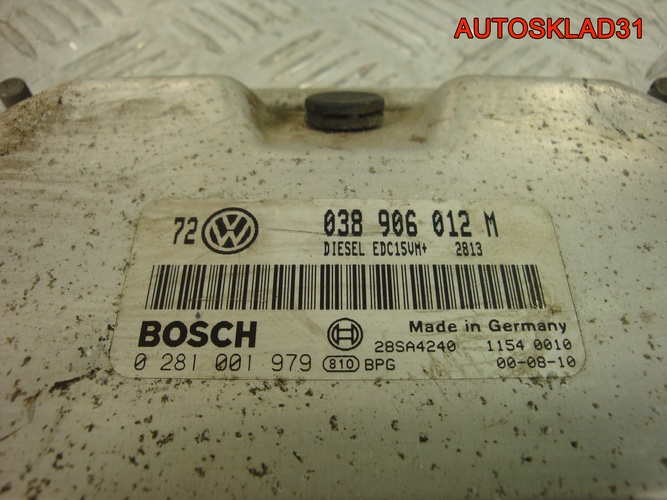 AUTOSKLAD31
72 VW 038 906 012 M
DIESEL EDC15VM+ 2813
BOSCH Made in Germany
28SA4240 1154 0010
0 281 001 979 810 BPG 00-08-10